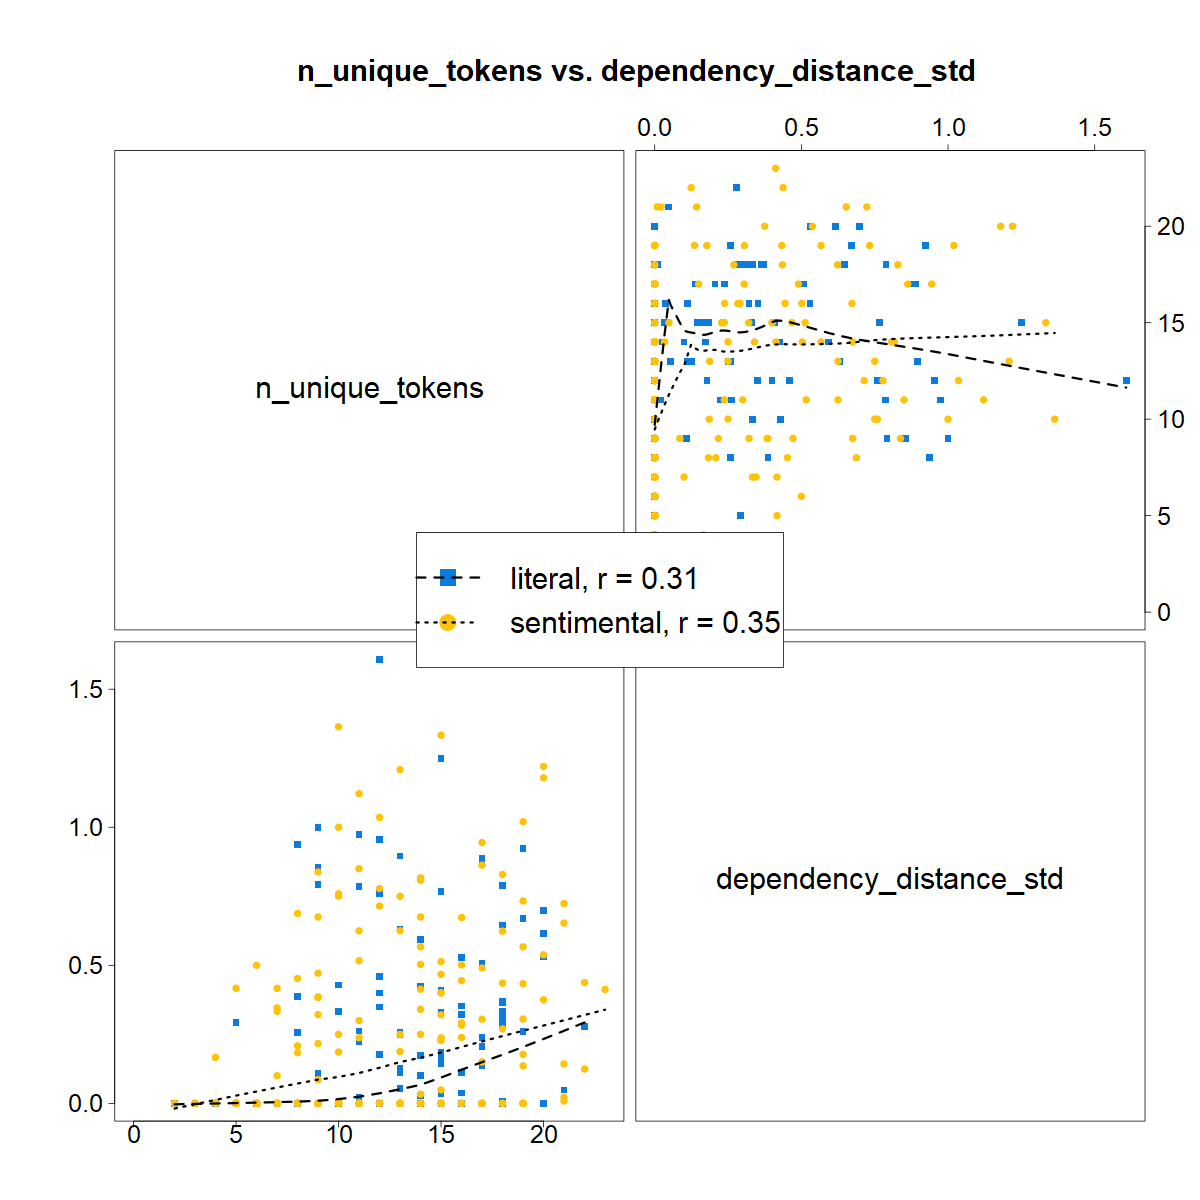 n_unique_tokens vs. dependency_distance_std
0.0 0.5 1.0 1.5
n_unique_tokens
20
15
10
5
0
literal, r = 0.31
sentimental, r = 0.35
1.5
1.0
0.5
0.0
dependency_distance_std
0 5 10 15 20